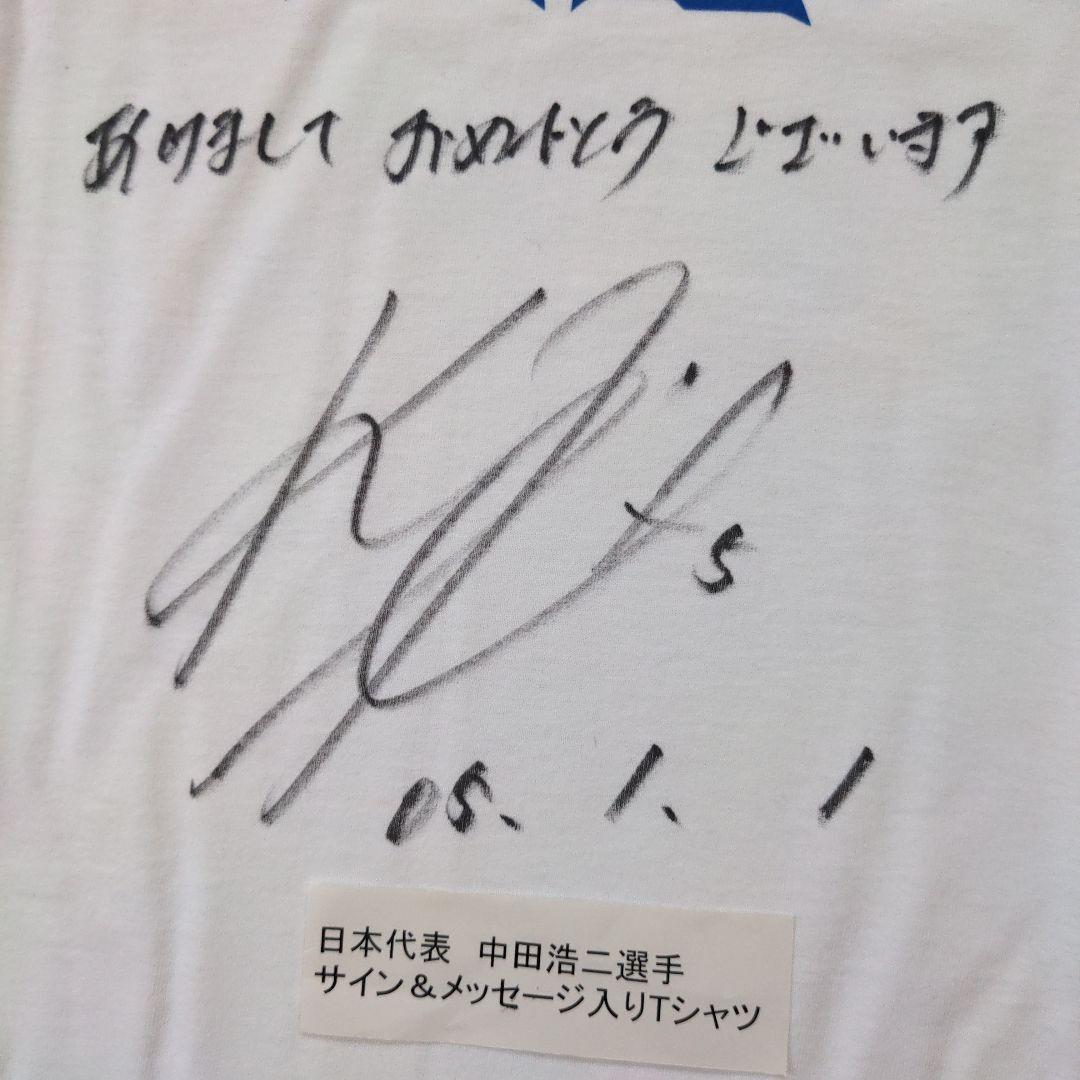 あけまして おめでとう ございます
5
05. 1. 1
日本代表 中田浩二選手
サイン&メッセージ入りTシャツ